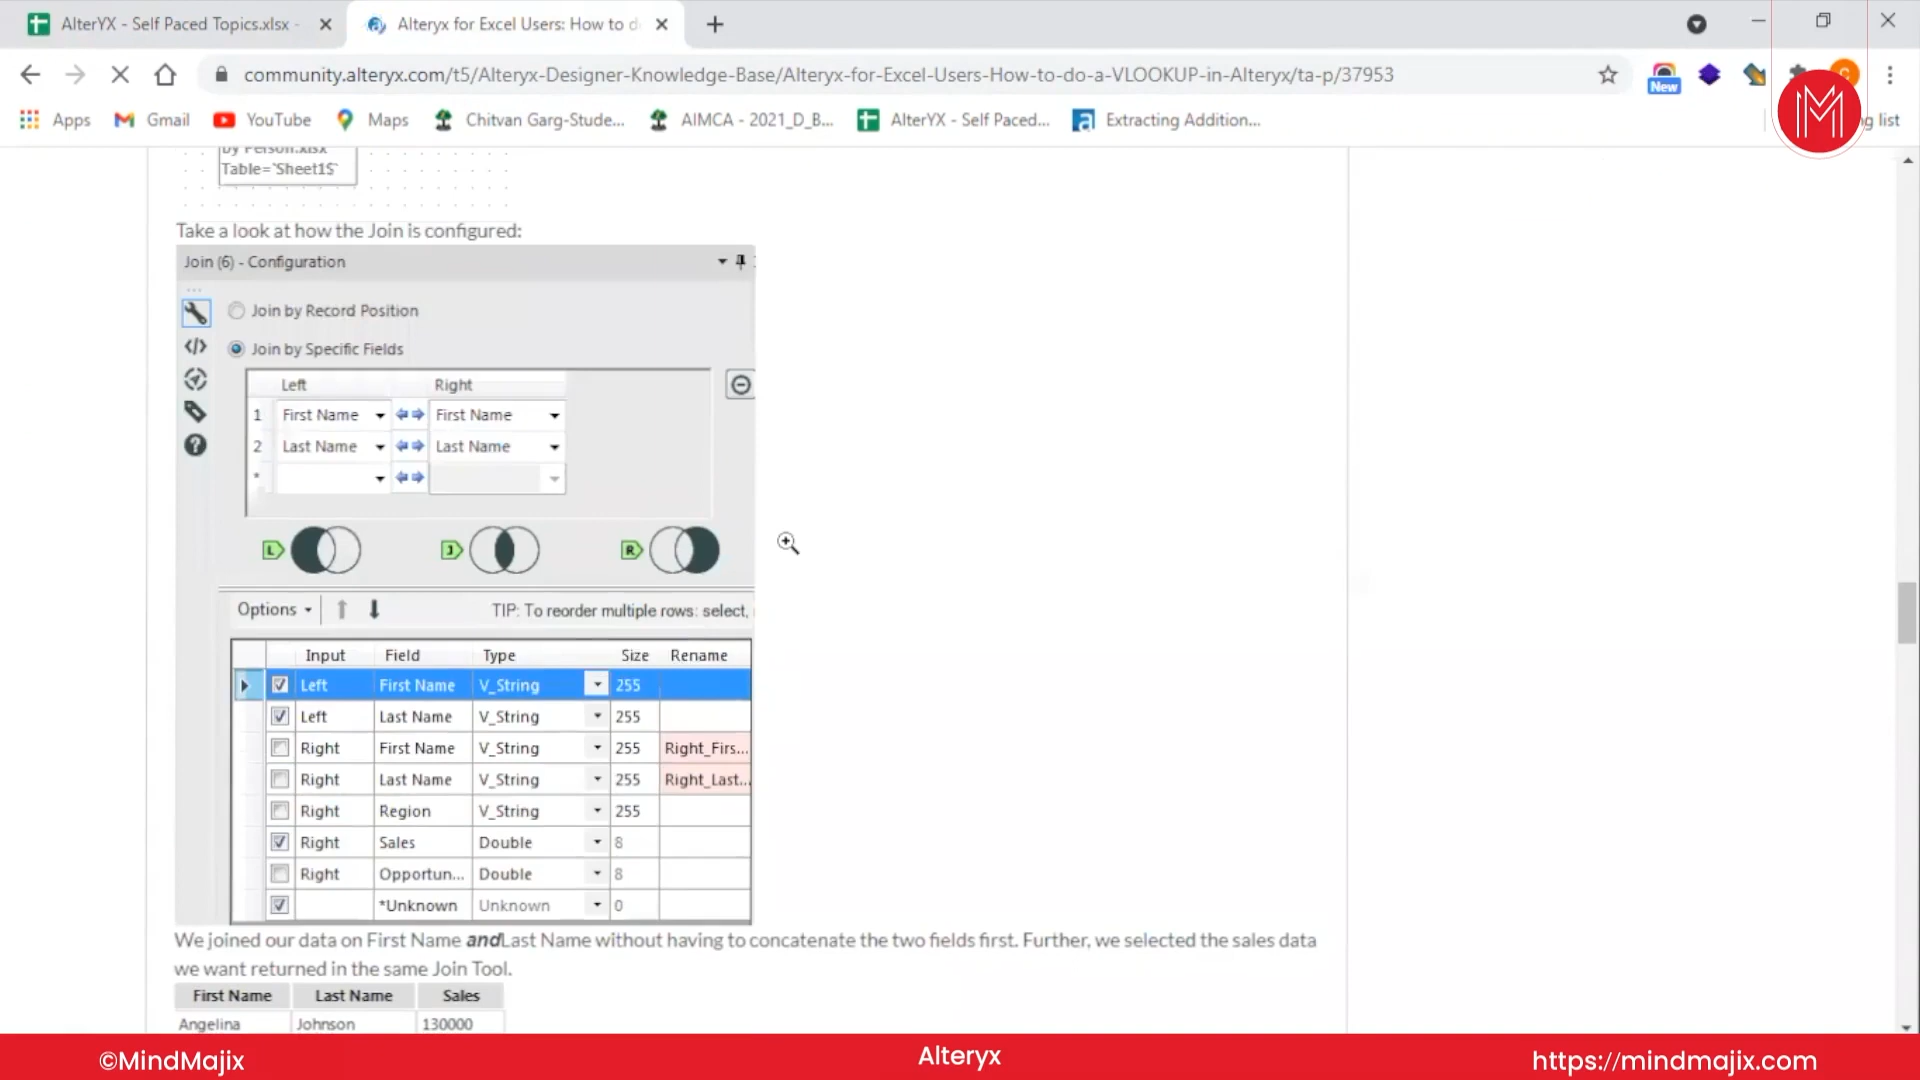 AlterYX - Self Paced Topics.xlsx -
Alteryx for Excel Users: How to d
community.alteryx.com/t5/Alteryx-Designer-Knowledge-Base/Alteryx-for-Excel-Users-How-to-do-a-VLOOKUP-in-Alteryx/ta-p/37953
New
Apps Gmail YouTube Maps Chitvan Garg-Stude... AIMCA - 2021_D_B... AlterYX - Self Paced... Extracting Addition... list
by Person.xlsx
Table=`Sheet1$`
Take a look at how the Join is configured:
Join (6) - Configuration
Join by Record Position
Join by Specific Fields
Left Right
1 First Name First Name
2 Last Name Last Name
*
L J R
Options TIP: To reorder multiple rows: select,
Input Field Type Size Rename
Left First Name V_String 255
Left Last Name V_String 255
Right First Name V_String 255 Right_Firs...
Right Last Name V_String 255 Right_Last...
Right Region V_String 255
Right Sales Double 8
Right Opportun... Double 8
*Unknown Unknown 0
We joined our data on First Name andLast Name without having to concatenate the two fields first. Further, we selected the sales data
we want returned in the same Join Tool.
First Name Last Name Sales
Angelina Johnson 130000
©MindMajix Alteryx https://mindmajix.com